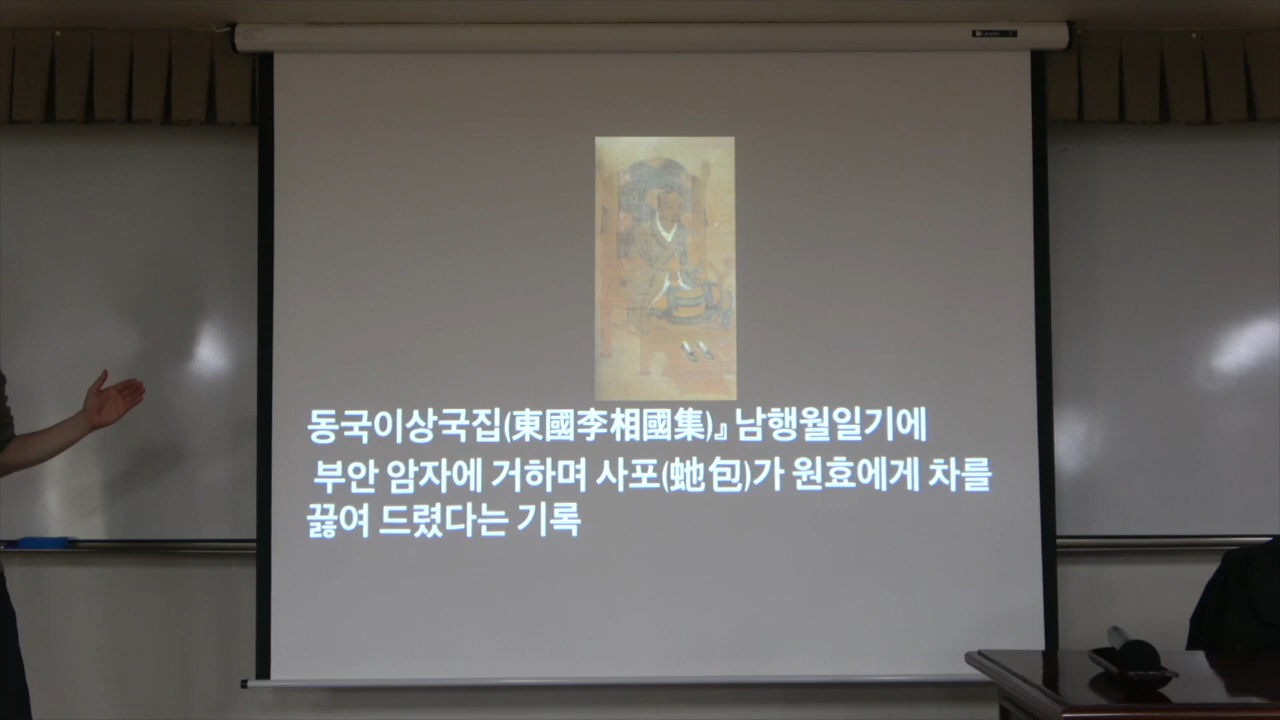 동국이상국집(東國李相國集)』 남행월일기에
부안 암자에 거하며 사포(虵包)가 원효에게 차를
끓여 드렸다는 기록